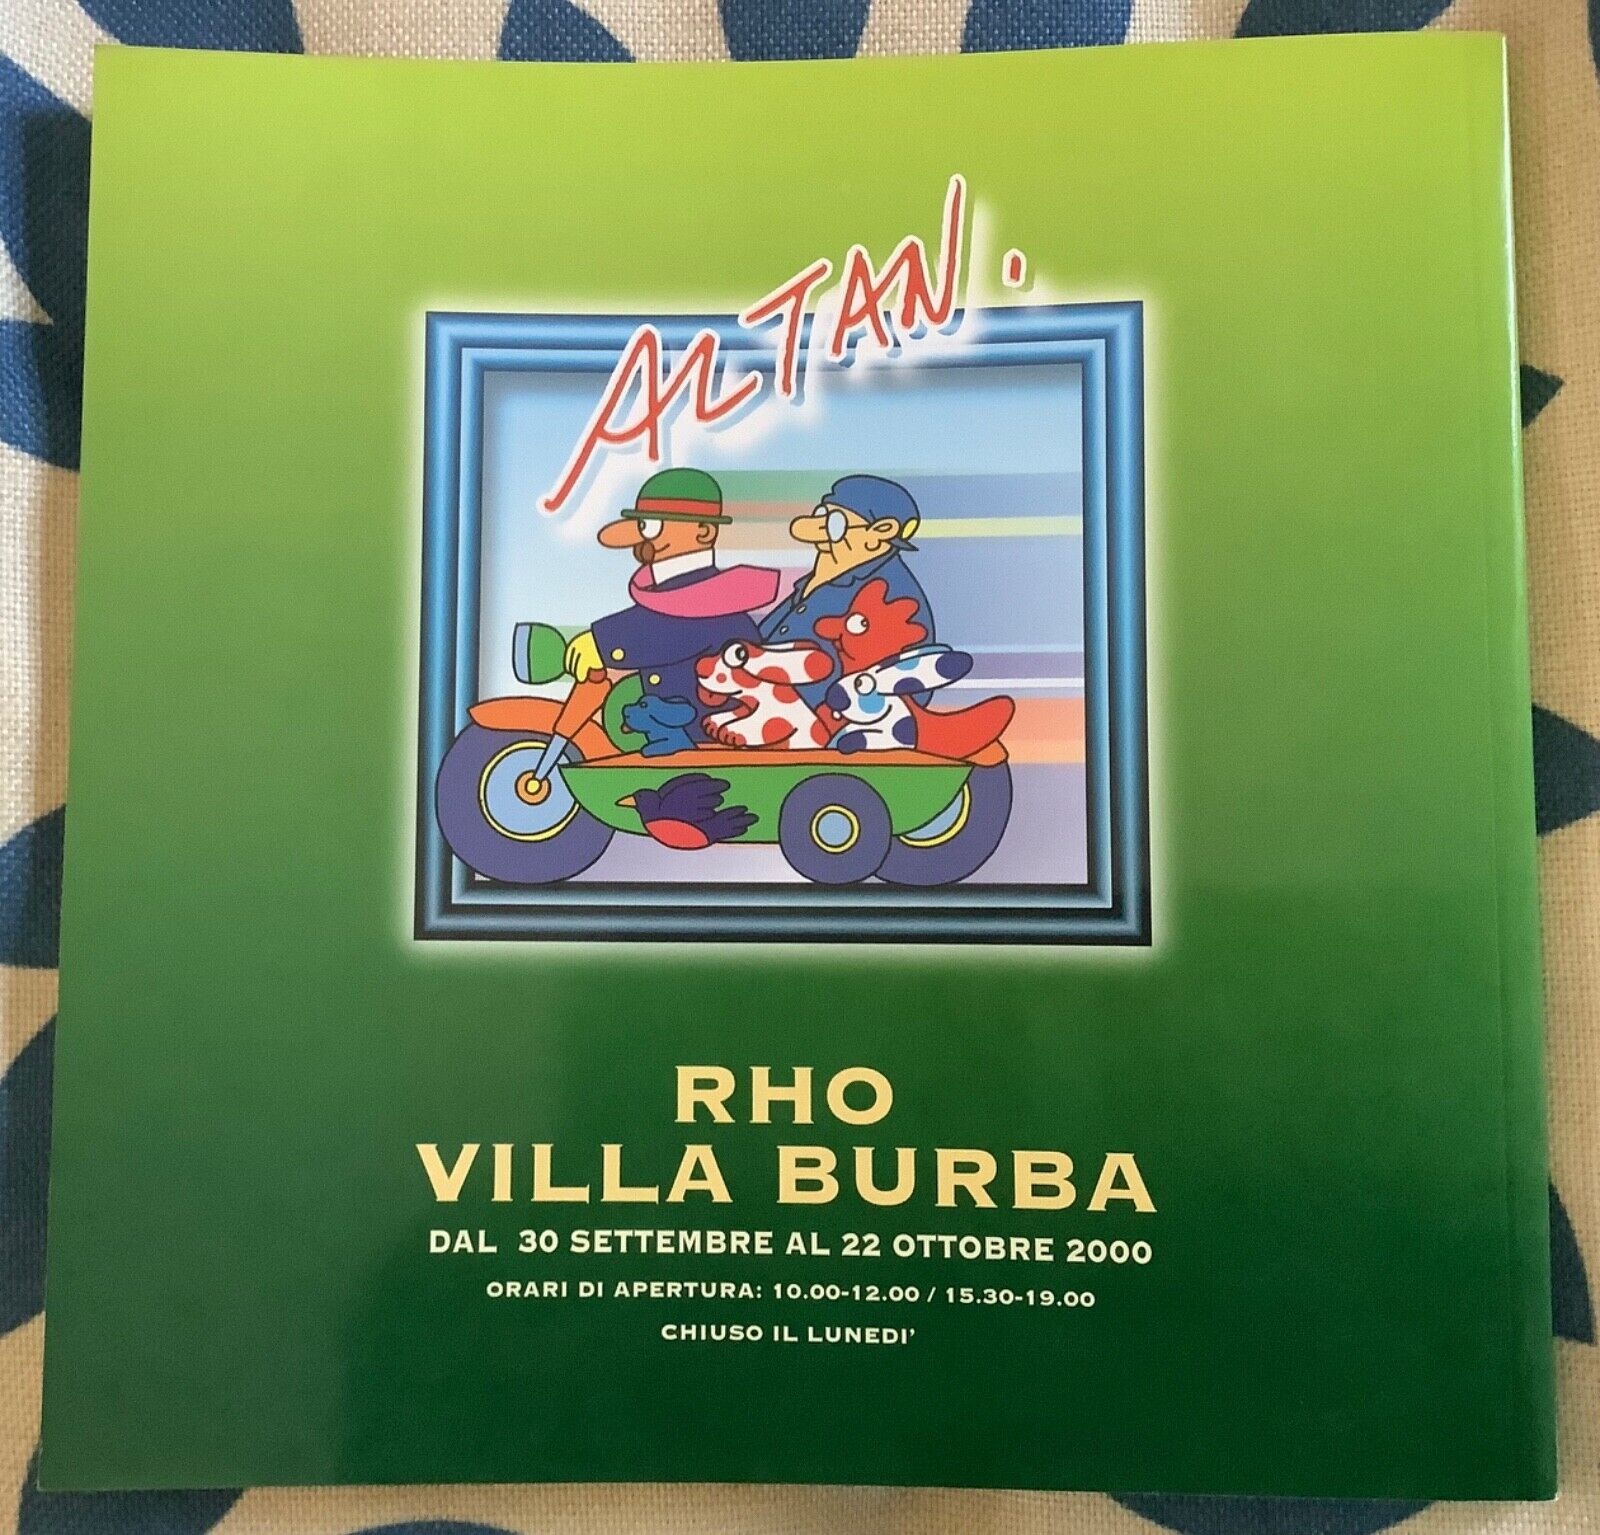 ALTAN.
RHO
VILLA BURBA
DAL 30 SETTEMBRE AL 22 OTTOBRE 2000
ORARI DI APERTURA: 10.00-12.00 / 15.30-19.00
CHIUSO IL LUNEDI'